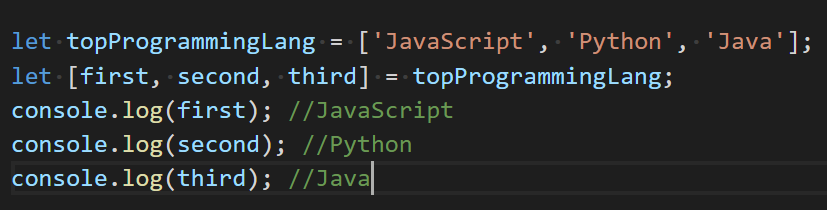 let topProgrammingLang = ['JavaScript', 'Python', 'Java'];
let [first, second, third] = topProgrammingLang;
console.log(first); //JavaScript
console.log(second); //Python
console.log(third); //Java